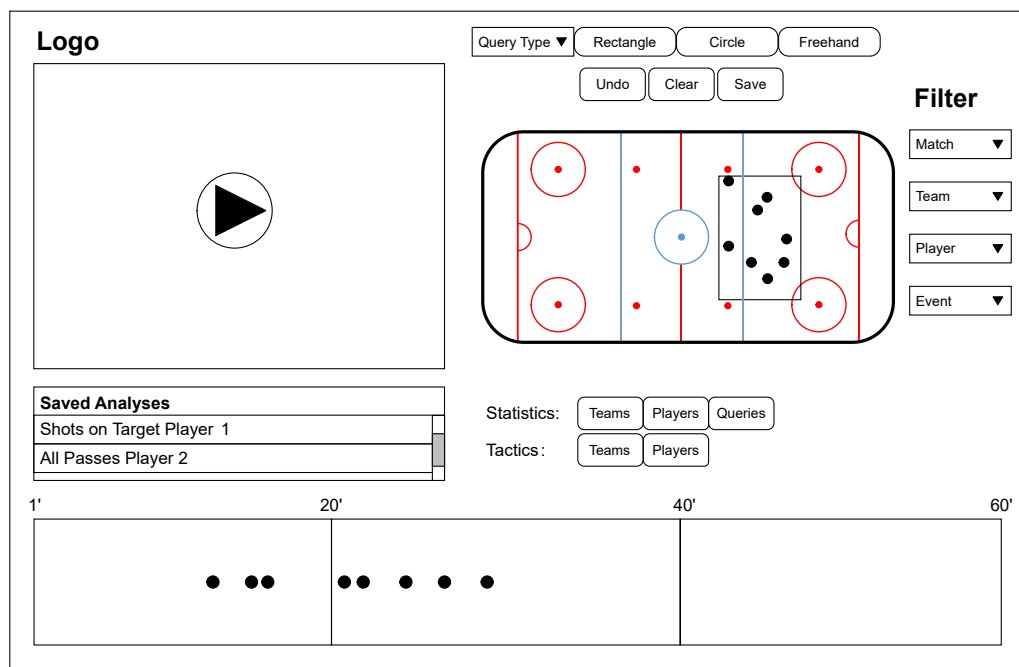 Logo
Query Type
Rectangle
Circle
Freehand
Undo
Clear
Save
Filter
Match
Team
Player
Event
Saved Analyses
Shots on Target Player 1
All Passes Player 2
Statistics:
Teams
Players
Queries
Tactics:
Teams
Players
1'
20'
40'
60'